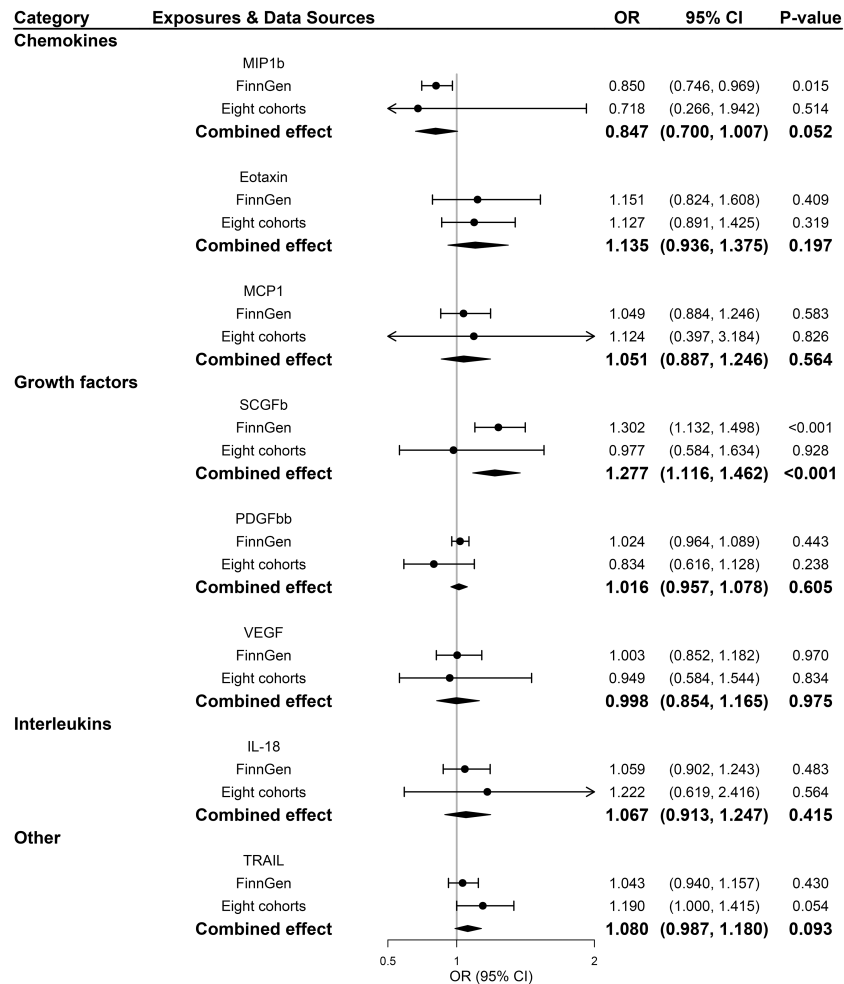 Category Exposures & Data Sources OR 95% CI P-value
Chemokines
MIP1b
FinnGen 0.850 (0.746, 0.969) 0.015
Eight cohorts 0.718 (0.266, 1.942) 0.514
Combined effect 0.847 (0.700, 1.007) 0.052
Eotaxin
FinnGen 1.151 (0.824, 1.608) 0.409
Eight cohorts 1.127 (0.891, 1.425) 0.319
Combined effect 1.135 (0.936, 1.375) 0.197
MCP1
FinnGen 1.049 (0.884, 1.246) 0.583
Eight cohorts 1.124 (0.397, 3.184) 0.826
Combined effect 1.051 (0.887, 1.246) 0.564
Growth factors
SCGFb
FinnGen 1.302 (1.132, 1.498) <0.001
Eight cohorts 0.977 (0.584, 1.634) 0.928
Combined effect 1.277 (1.116, 1.462) <0.001
PDGFbb
FinnGen 1.024 (0.964, 1.089) 0.443
Eight cohorts 0.834 (0.616, 1.128) 0.238
Combined effect 1.016 (0.957, 1.078) 0.605
VEGF
FinnGen 1.003 (0.852, 1.182) 0.970
Eight cohorts 0.949 (0.584, 1.544) 0.834
Combined effect 0.998 (0.854, 1.165) 0.975
Interleukins
IL-18
FinnGen 1.059 (0.902, 1.243) 0.483
Eight cohorts 1.222 (0.619, 2.416) 0.564
Combined effect 1.067 (0.913, 1.247) 0.415
Other
TRAIL
FinnGen 1.043 (0.940, 1.157) 0.430
Eight cohorts 1.190 (1.000, 1.415) 0.054
Combined effect 1.080 (0.987, 1.180) 0.093
0.5 1 2
OR (95% CI)